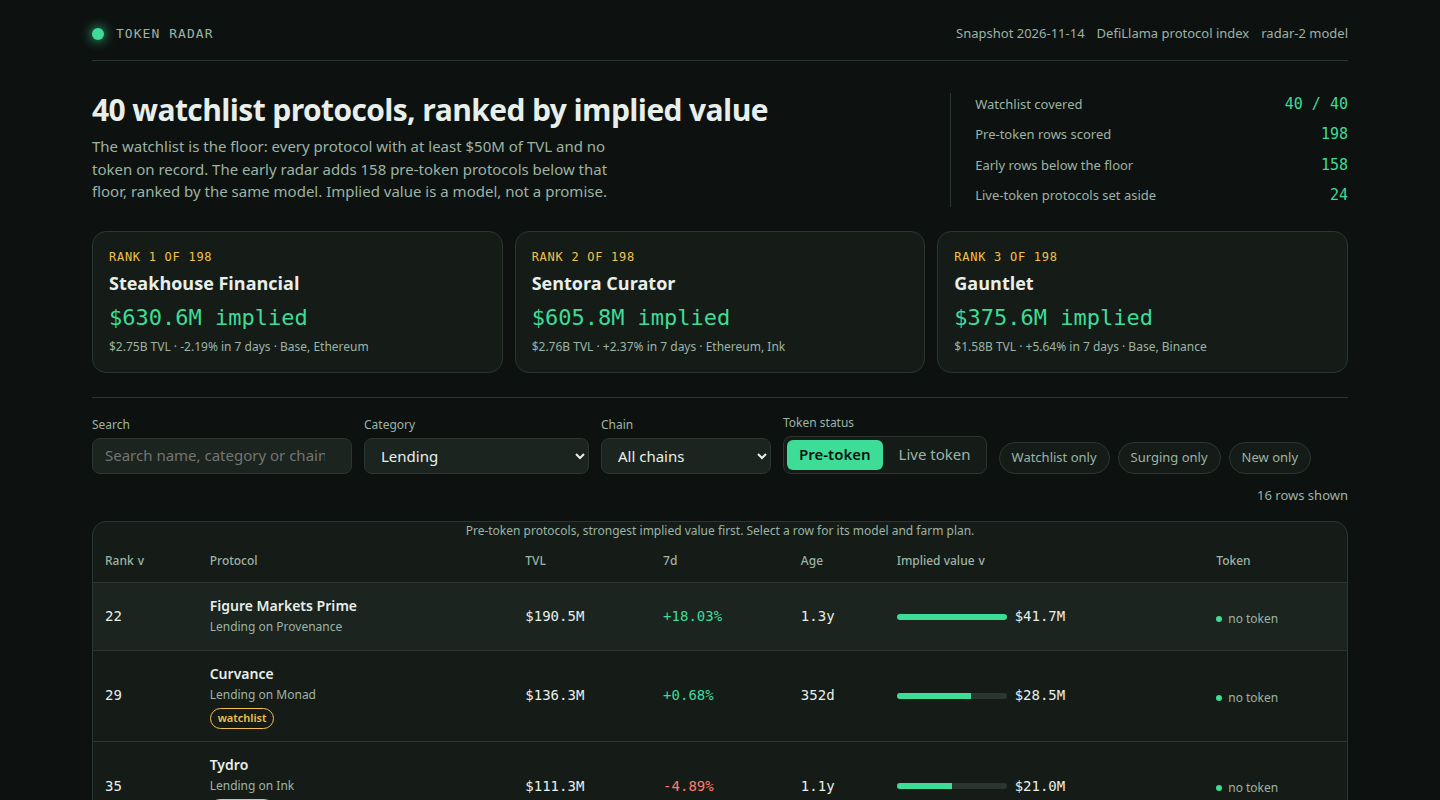 TOKEN RADAR
Snapshot 2026-11-14 DefiLlama protocol index radar-2 model
40 watchlist protocols, ranked by implied value
The watchlist is the floor: every protocol with at least $50M of TVL and no
token on record. The early radar adds 158 pre-token protocols below that
floor, ranked by the same model. Implied value is a model, not a promise.
Watchlist covered 40 / 40
Pre-token rows scored 198
Early rows below the floor 158
Live-token protocols set aside 24
RANK 1 OF 198
Steakhouse Financial
$630.6M implied
$2.75B TVL · -2.19% in 7 days · Base, Ethereum
RANK 2 OF 198
Sentora Curator
$605.8M implied
$2.76B TVL · +2.37% in 7 days · Ethereum, Ink
RANK 3 OF 198
Gauntlet
$375.6M implied
$1.58B TVL · +5.64% in 7 days · Base, Binance
Search
Search name, category or chain
Category
Lending
Chain
All chains
Token status
Pre-token Live token
Watchlist only Surging only New only
16 rows shown
Pre-token protocols, strongest implied value first. Select a row for its model and farm plan.
Rank v Protocol TVL 7d Age Implied value v Token
22 Figure Markets Prime $190.5M +18.03% 1.3y $41.7M no token
Lending on Provenance
29 Curvance $136.3M +0.68% 352d $28.5M no token
Lending on Monad
watchlist
35 Tydro $111.3M -4.89% 1.1y $21.0M no token
Lending on Ink